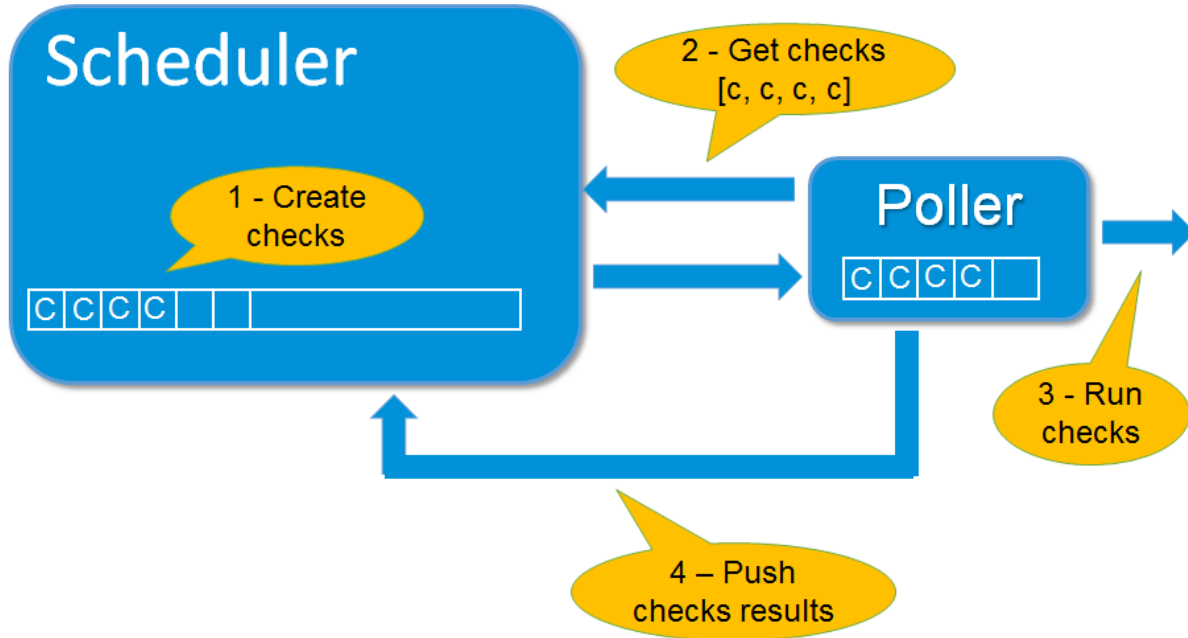 Scheduler
2 - Get checks
[c, c, c, c]
1 - Create
checks
Poller
C C C C
C C C C
3 - Run
checks
4 – Push
checks results